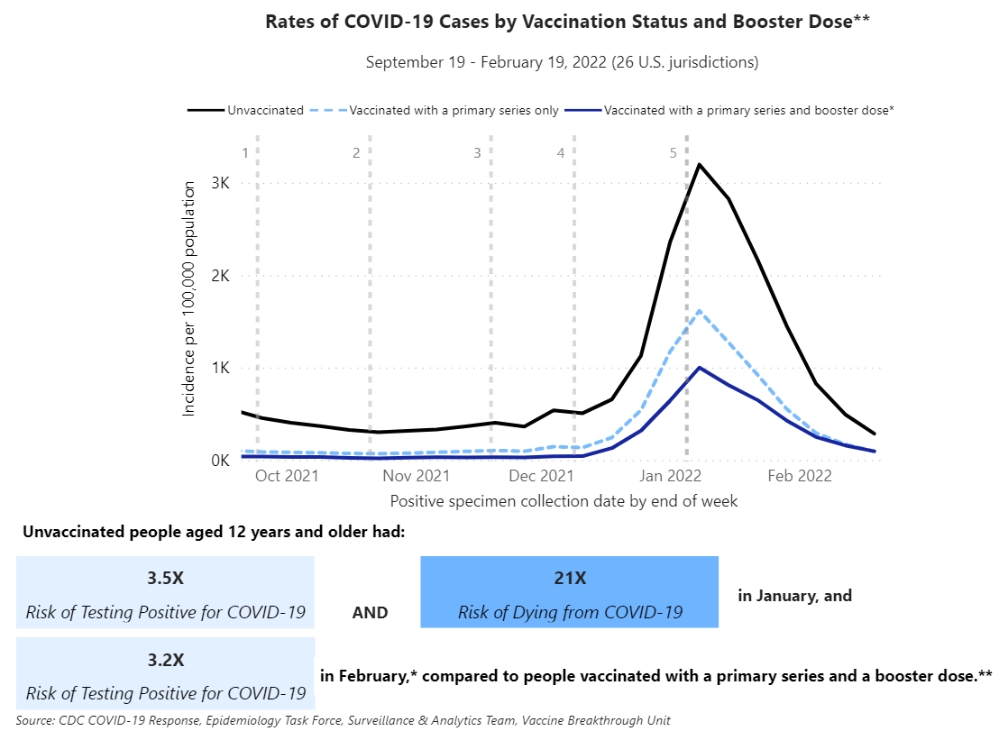 Rates of COVID-19 Cases by Vaccination Status and Booster Dose**
September 19 - February 19, 2022 (26 U.S. jurisdictions)
Unvaccinated Vaccinated with a primary series only Vaccinated with a primary series and booster dose*
1 2 3 4 5
Incidence per 100,000 population
3K
2K
1K
0K
Oct 2021 Nov 2021 Dec 2021 Jan 2022 Feb 2022
Positive specimen collection date by end of week
Unvaccinated people aged 12 years and older had:
3.5X
Risk of Testing Positive for COVID-19
AND
21X
Risk of Dying from COVID-19
in January, and
3.2X
Risk of Testing Positive for COVID-19
in February,* compared to people vaccinated with a primary series and a booster dose.**
Source: CDC COVID-19 Response, Epidemiology Task Force, Surveillance & Analytics Team, Vaccine Breakthrough Unit